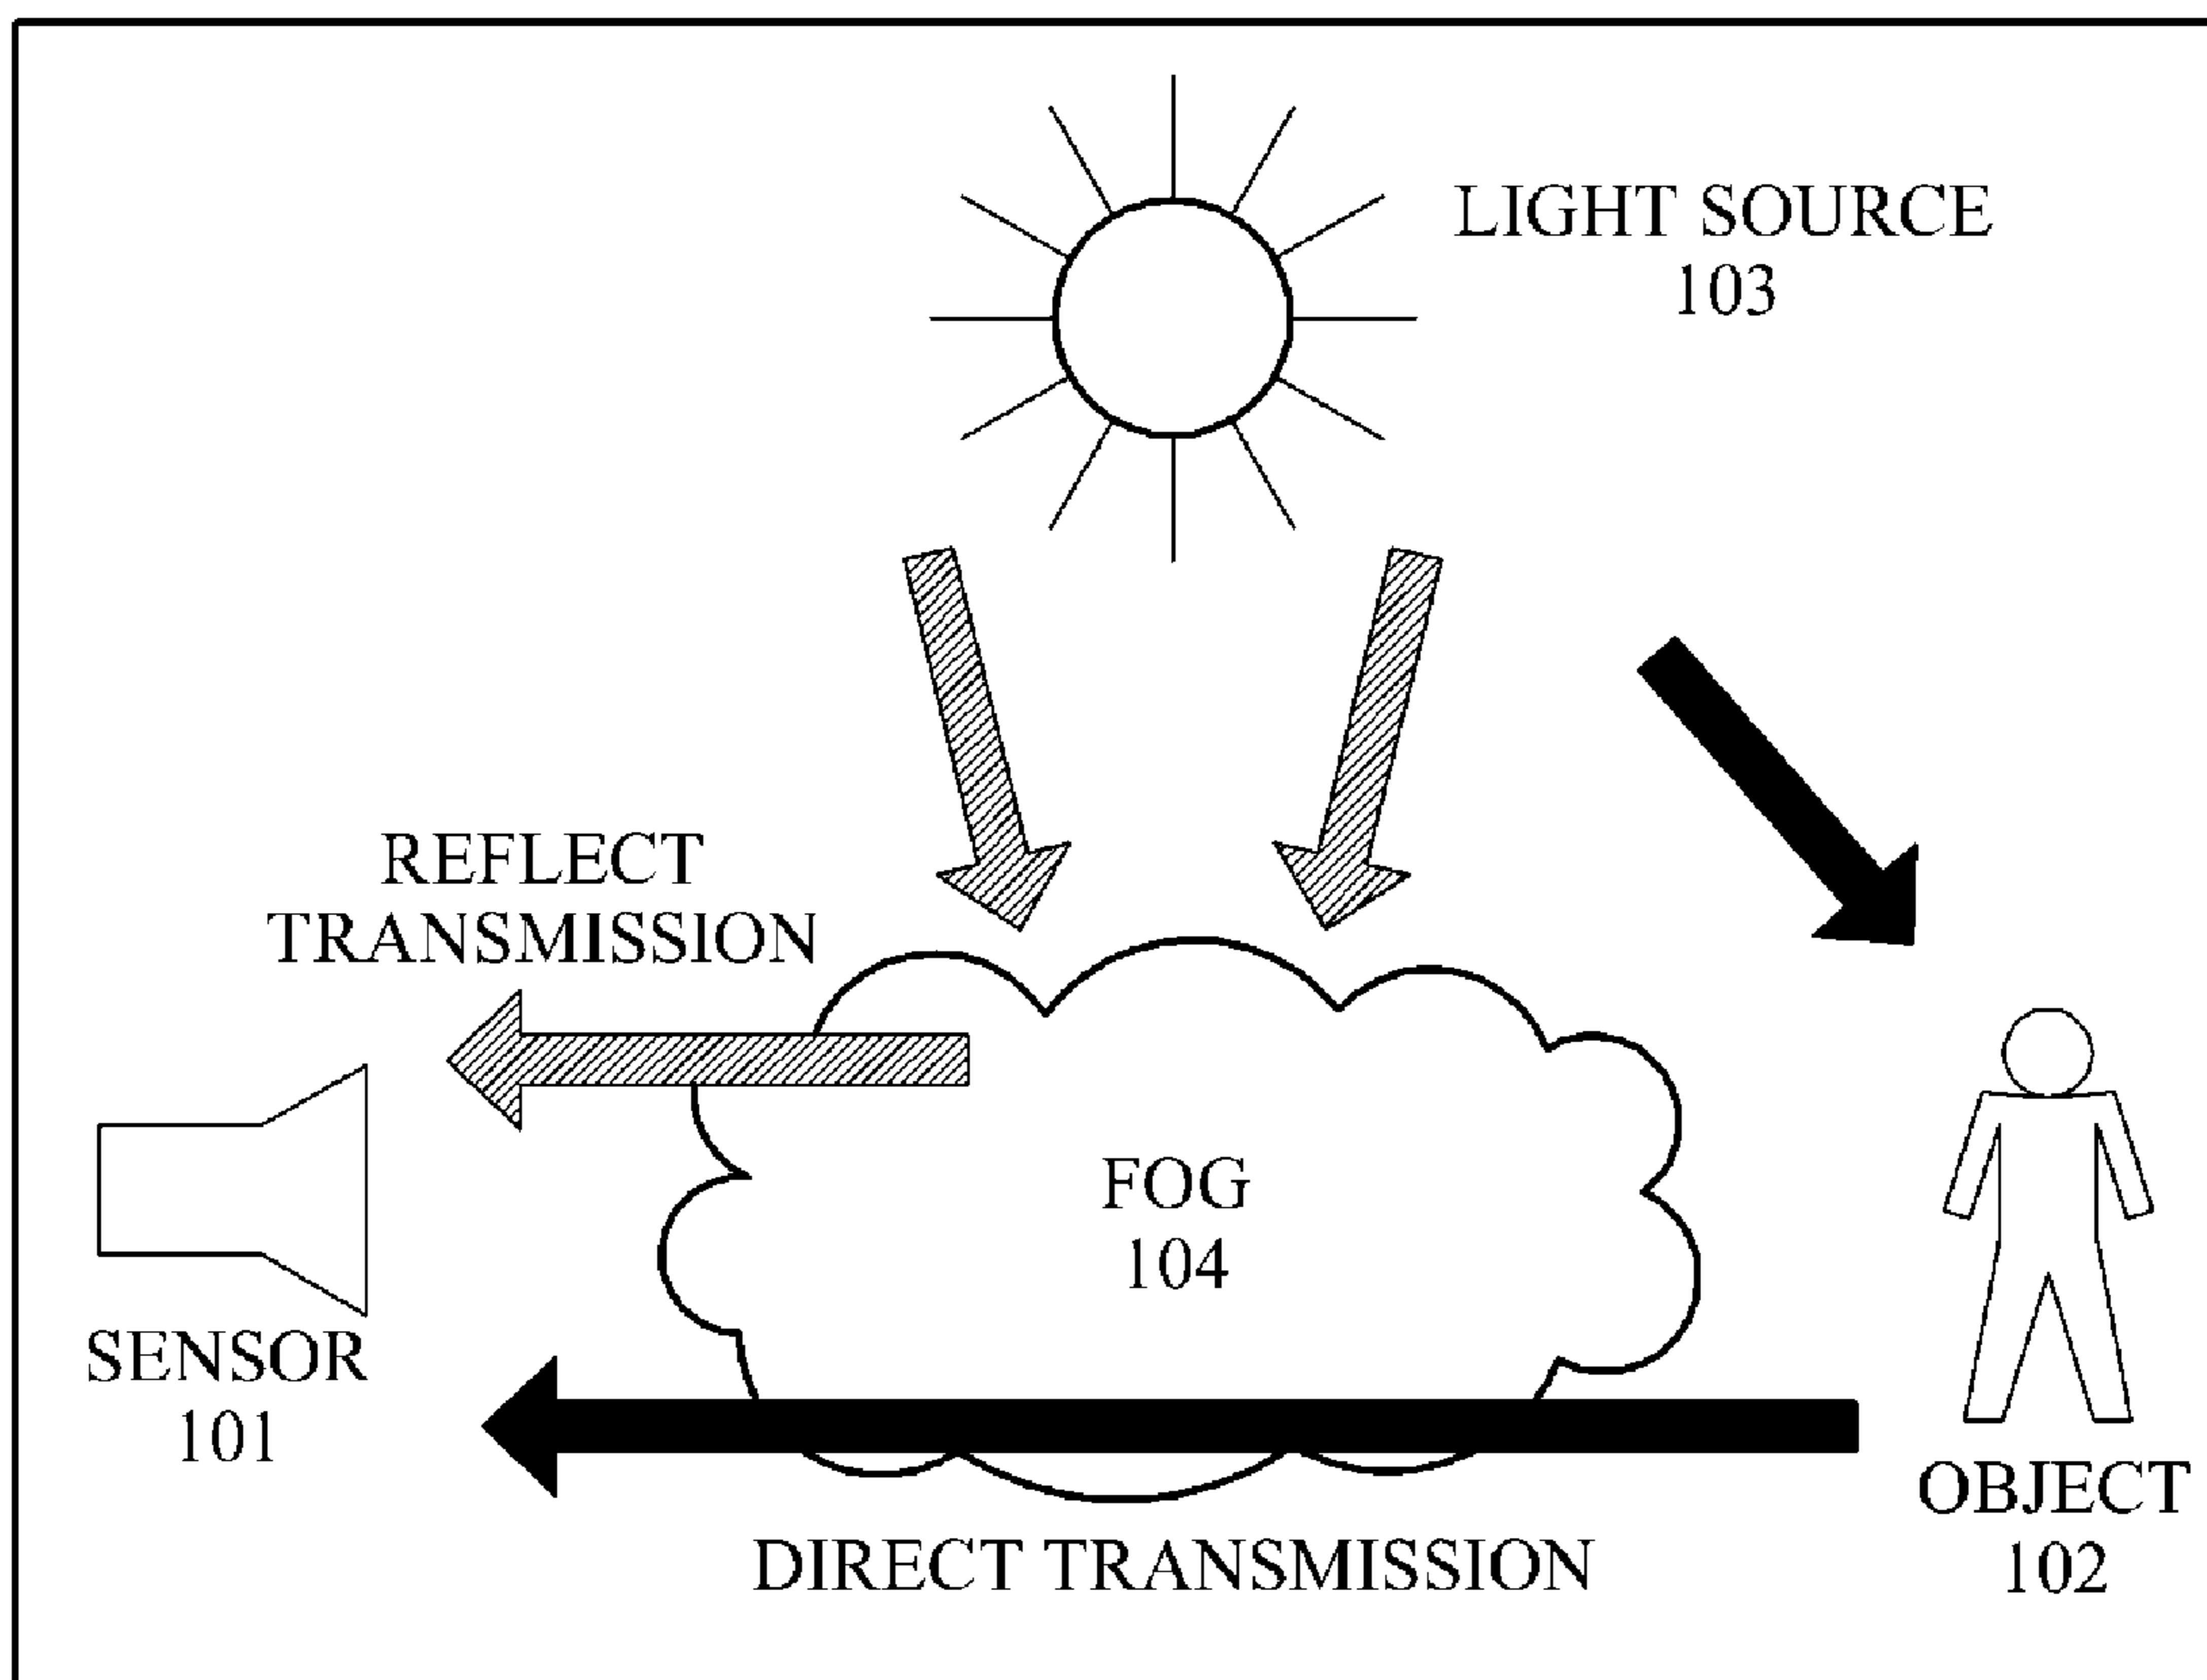 LIGHT SOURCE
103
REFLECT
TRANSMISSION
FOG
104
SENSOR
101
OBJECT
102
DIRECT TRANSMISSION